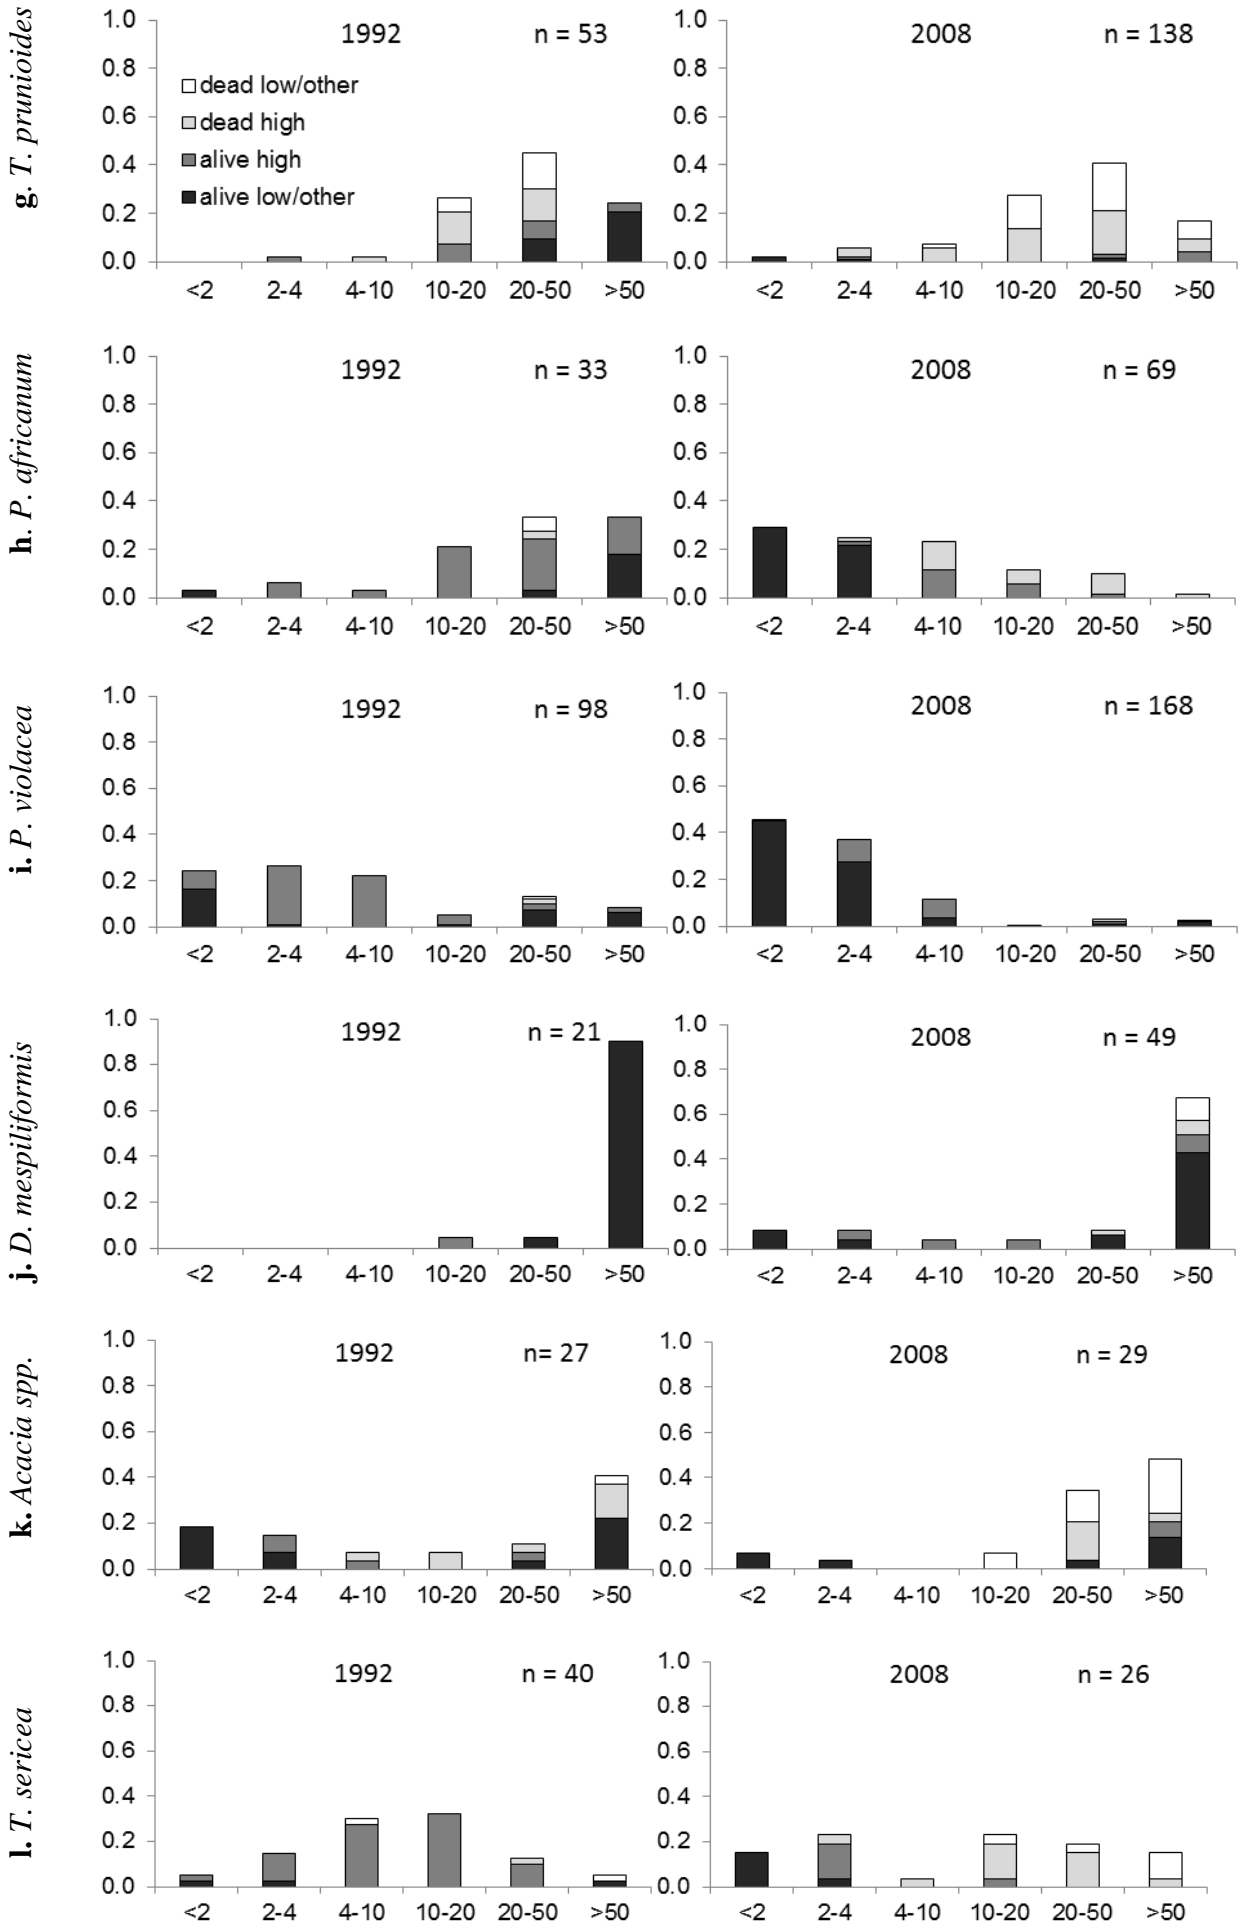 g. T. prunioides
1992 n = 53
dead low/other
dead high
alive high
alive low/other
1.0
0.8
0.6
0.4
0.2
0.0
<2 2-4 4-10 10-20 20-50 >50
2008 n = 138
1.0
0.8
0.6
0.4
0.2
0.0
<2 2-4 4-10 10-20 20-50 >50
h. P. africanum
1992 n = 33
1.0
0.8
0.6
0.4
0.2
0.0
<2 2-4 4-10 10-20 20-50 >50
2008 n = 69
1.0
0.8
0.6
0.4
0.2
0.0
<2 2-4 4-10 10-20 20-50 >50
i. P. violacea
1992 n = 98
1.0
0.8
0.6
0.4
0.2
0.0
<2 2-4 4-10 10-20 20-50 >50
2008 n = 168
1.0
0.8
0.6
0.4
0.2
0.0
<2 2-4 4-10 10-20 20-50 >50
j. D. mespiliformis
1992 n = 21
1.0
0.8
0.6
0.4
0.2
0.0
<2 2-4 4-10 10-20 20-50 >50
2008 n = 49
1.0
0.8
0.6
0.4
0.2
0.0
<2 2-4 4-10 10-20 20-50 >50
k. Acacia spp.
1992 n= 27
1.0
0.8
0.6
0.4
0.2
0.0
<2 2-4 4-10 10-20 20-50 >50
2008 n = 29
1.0
0.8
0.6
0.4
0.2
0.0
<2 2-4 4-10 10-20 20-50 >50
l. T. sericea
1992 n = 40
1.0
0.8
0.6
0.4
0.2
0.0
<2 2-4 4-10 10-20 20-50 >50
2008 n = 26
1.0
0.8
0.6
0.4
0.2
0.0
<2 2-4 4-10 10-20 20-50 >50